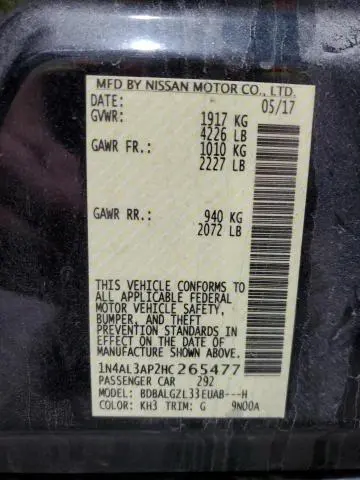 MFD BY NISSAN MOTOR CO., LTD.
DATE: 05/17
GVWR: 1917 KG
4226 LB
GAWR FR.: 1010 KG
2227 LB
GAWR RR.: 940 KG
2072 LB
THIS VEHICLE CONFORMS TO
ALL APPLICABLE FEDERAL
MOTOR VEHICLE SAFETY,
BUMPER, AND THEFT
PREVENTION STANDARDS IN
EFFECT ON THE DATE OF
MANUFACTURE SHOWN ABOVE.
1N4AL3AP2HC265477
PASSENGER CAR 292
MODEL: BDBALGZL33EUAB---H
COLOR: KH3 TRIM: G 9N00A